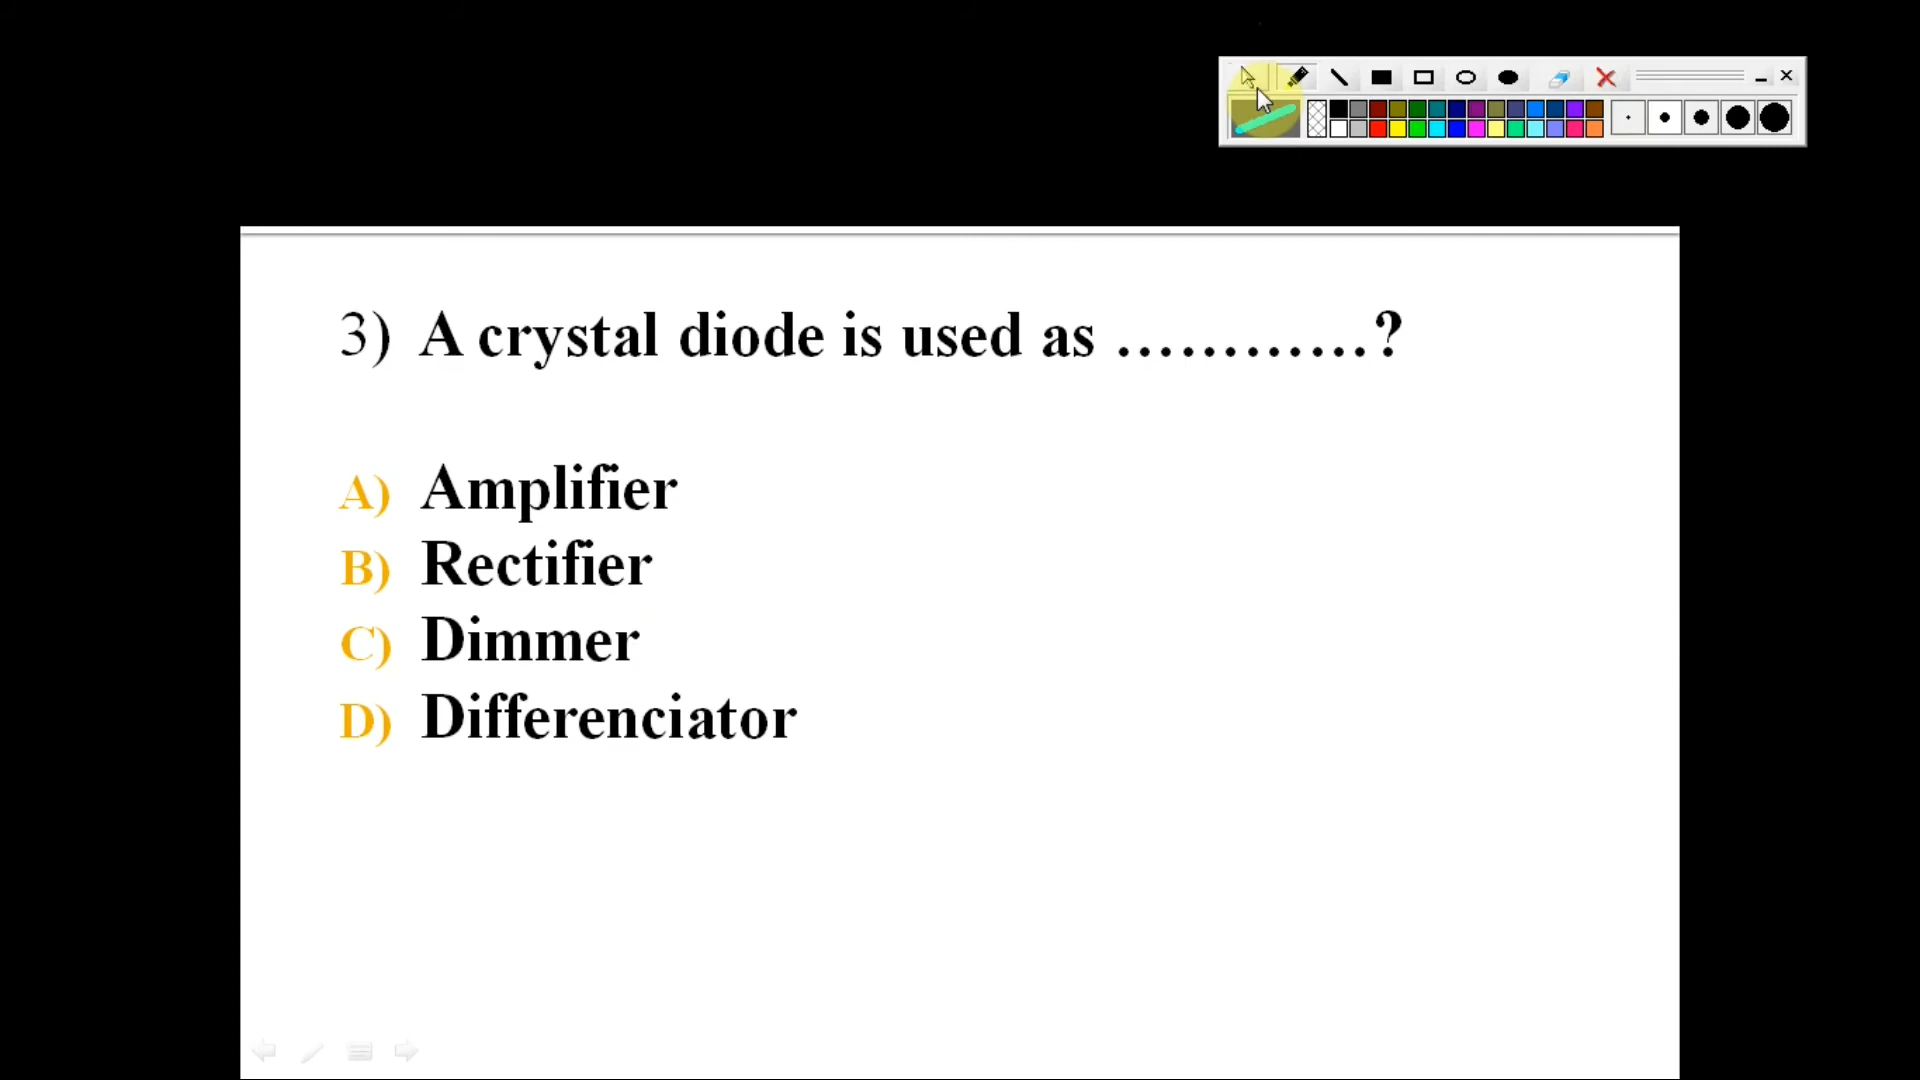 3) A crystal diode is used as ............?
A) Amplifier
B) Rectifier
C) Dimmer
D) Differenciator